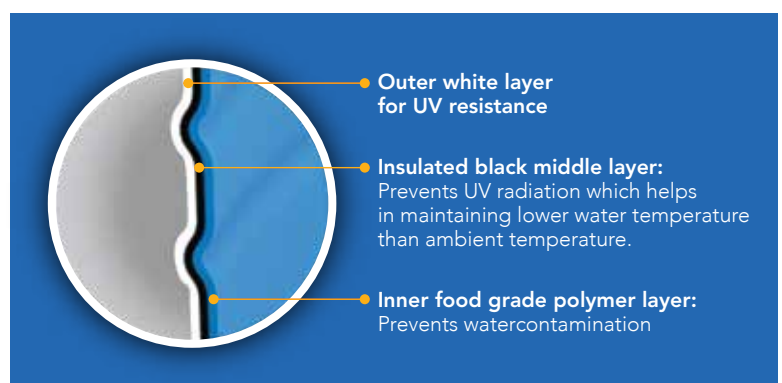 Outer white layer
for UV resistance
Insulated black middle layer:
Prevents UV radiation which helps
in maintaining lower water temperature
than ambient temperature.
Inner food grade polymer layer:
Prevents watercontamination